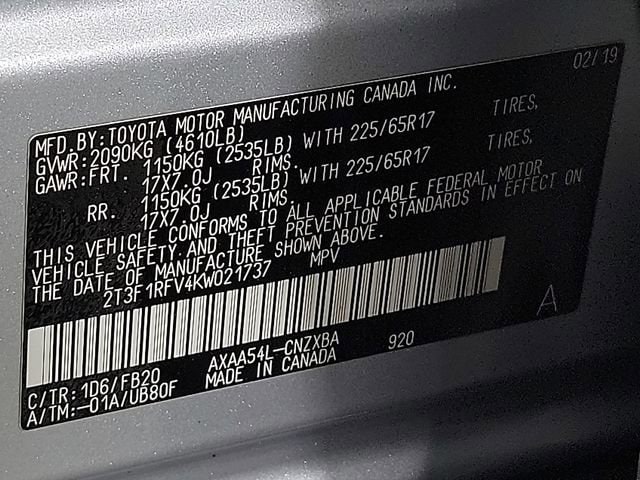 02/19
MFD.BY:TOYOTA MOTOR MANUFACTURING CANADA INC.
GVWR:2090KG (4610LB)
GAWR:FRT. 1150KG (2535LB) WITH 225/65R17 TIRES,
17X7.0J RIMS.
RR. 1150KG (2535LB) WITH 225/65R17 TIRES,
17X7.0J RIMS.
THIS VEHICLE CONFORMS TO ALL APPLICABLE FEDERAL MOTOR
VEHICLE SAFETY AND THEFT PREVENTION STANDARDS IN EFFECT ON
THE DATE OF MANUFACTURE SHOWN ABOVE.
2T3F1RFV4KW021737 MPV
A
AXAA54L-CNZXBA 920
C/TR:1D6/FB20 MADE IN CANADA
A/TM:-01A/UB80F